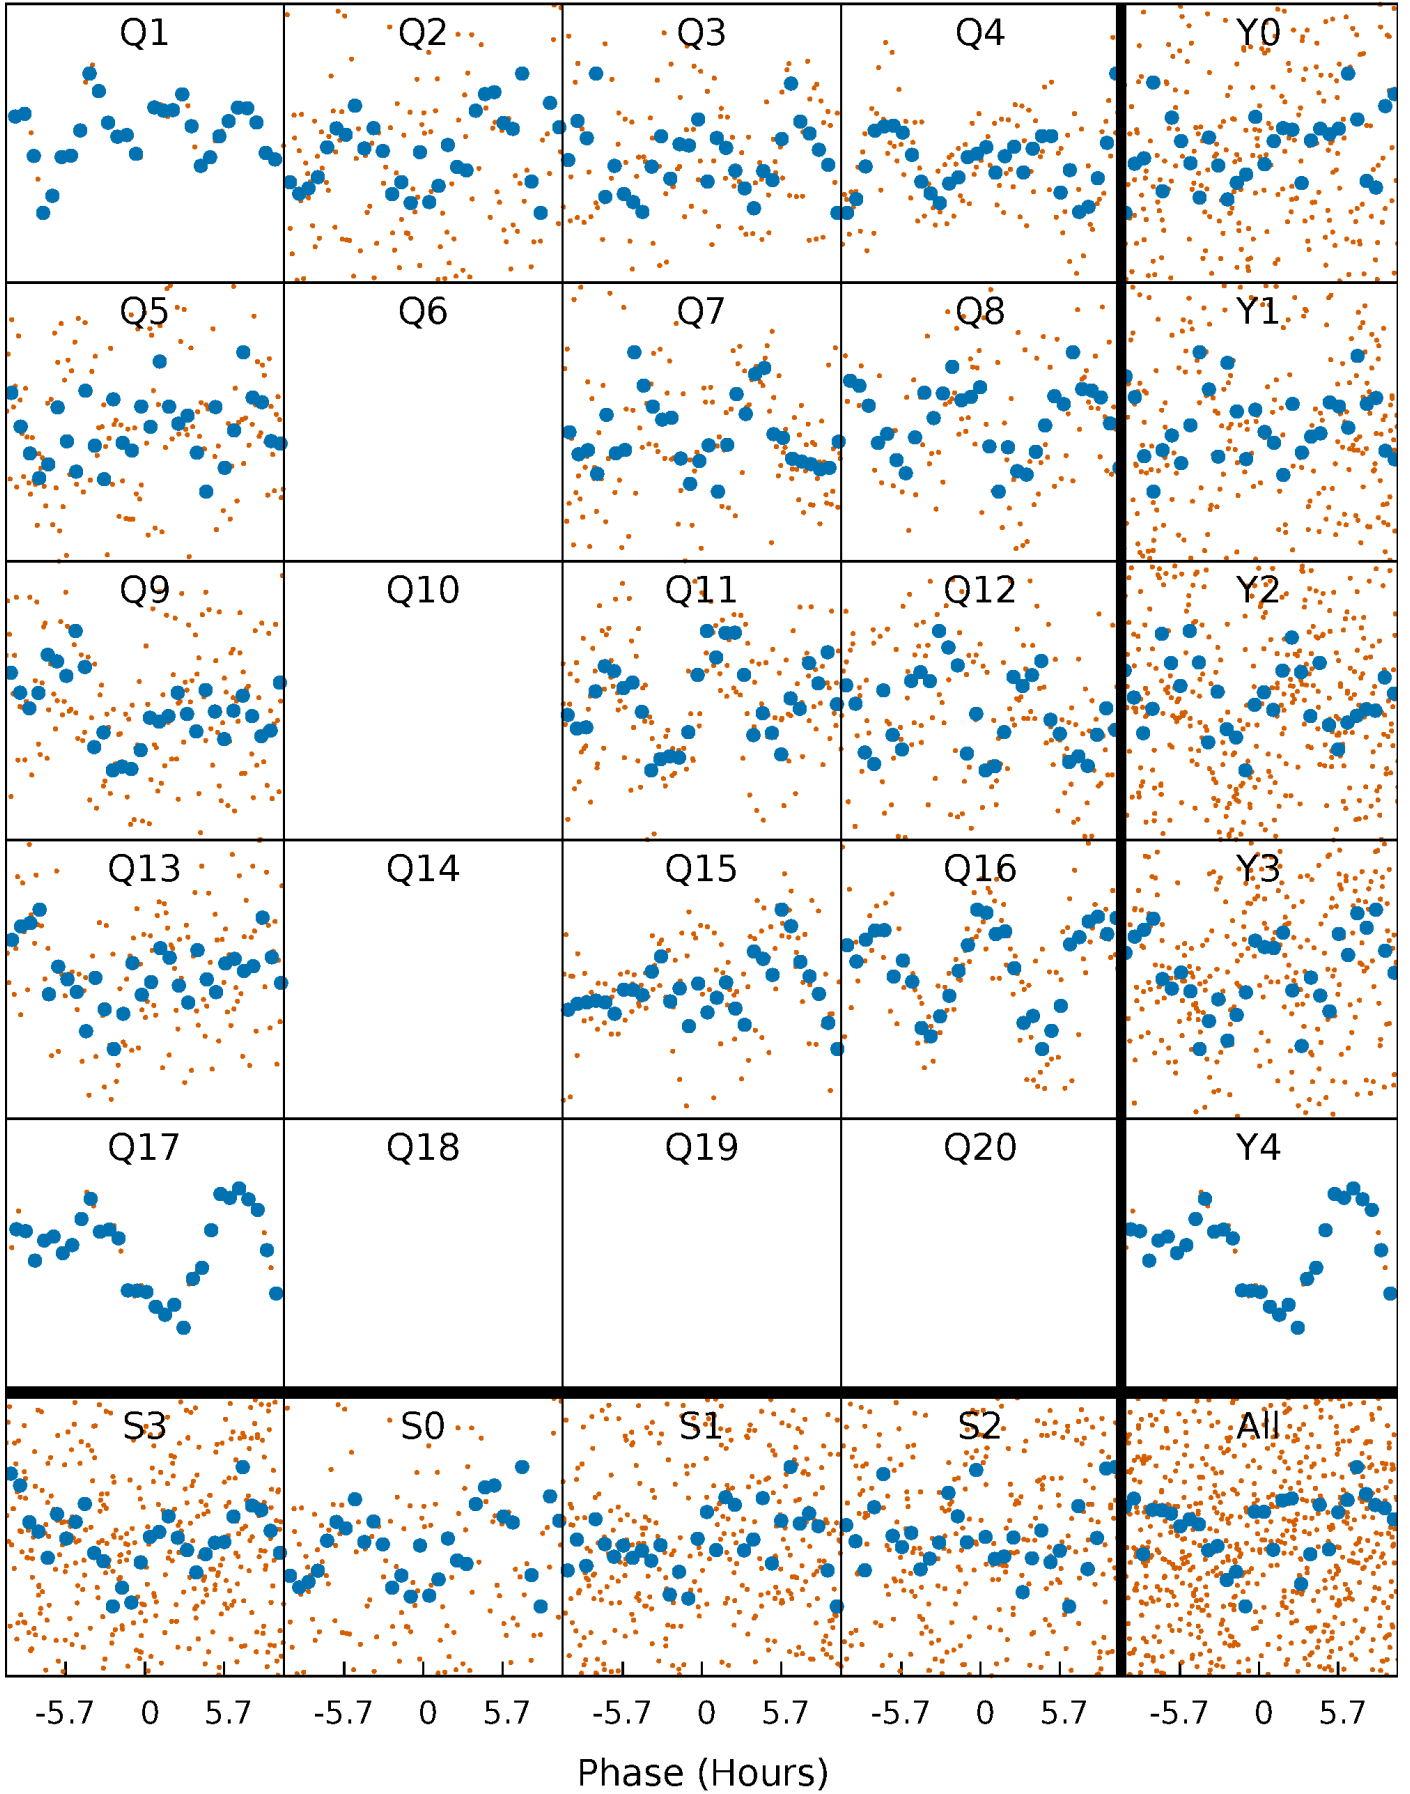 Q1 Q2 Q3 Q4 Y0
Q5 Q6 Q7 Q8 Y1
Q9 Q10 Q11 Q12 Y2
Q13 Q14 Q15 Q16 Y3
Q17 Q18 Q19 Q20 Y4
S3 S0 S1 S2 All
-5.7 0 5.7 -5.7 0 5.7 -5.7 0 5.7 -5.7 0 5.7 -5.7 0 5.7
Phase (Hours)